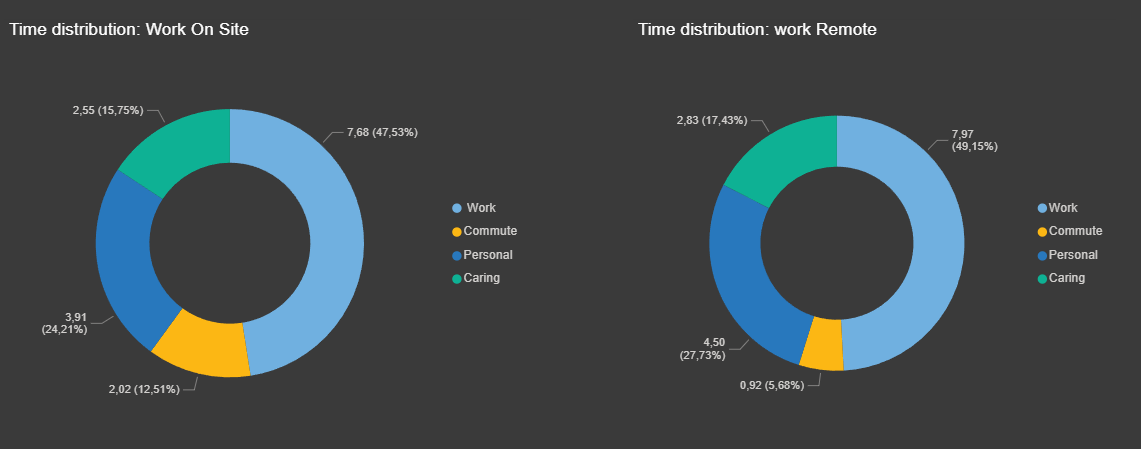 Time distribution: Work On Site
2,55 (15,75%)
7,68 (47,53%)
3,91
(24,21%)
2,02 (12,51%)
Work
Commute
Personal
Caring
Time distribution: work Remote
2,83 (17,43%)
7,97
(49,15%)
4,50
(27,73%)
0,92 (5,68%)
Work
Commute
Personal
Caring